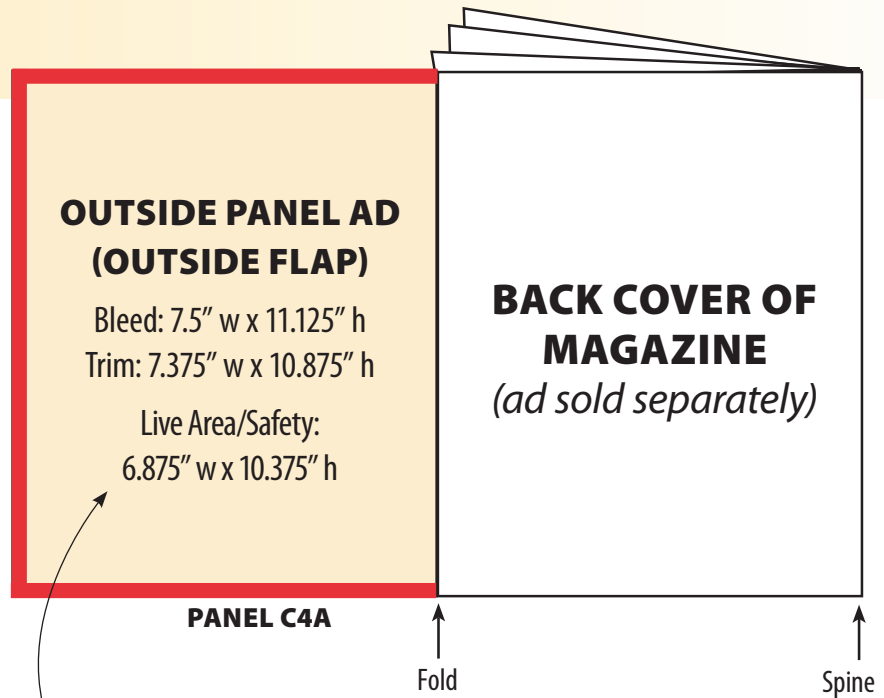 OUTSIDE PANEL AD
(OUTSIDE FLAP)
Bleed: 7.5” w x 11.125” h
Trim: 7.375” w x 10.875” h
Live Area/Safety:
6.875” w x 10.375” h
BACK COVER OF
MAGAZINE
(ad sold separately)
PANEL C4A
Fold
Spine